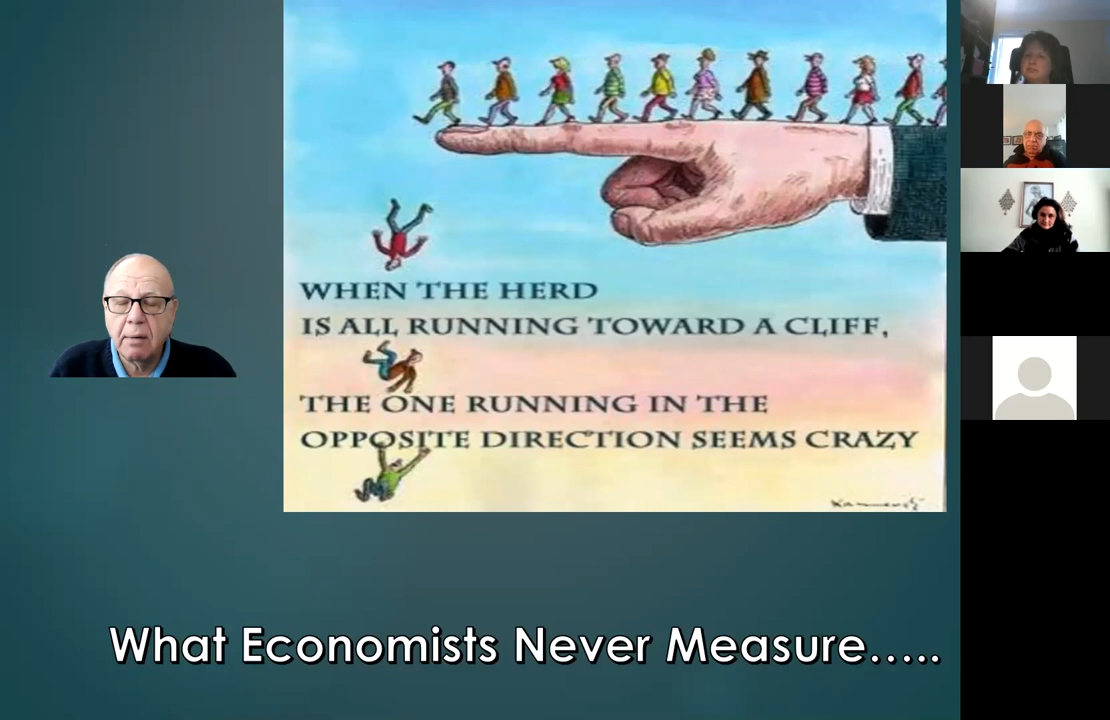 WHEN THE HERD
IS ALL RUNNING TOWARD A CLIFF,
THE ONE RUNNING IN THE
OPPOSITE DIRECTION SEEMS CRAZY
What Economists Never Measure.....